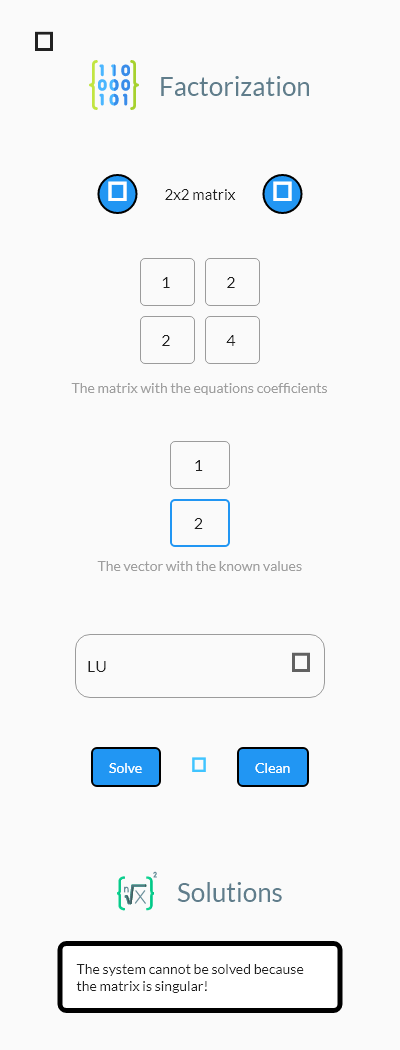 110
000
101
Factorization
2x2 matrix
1 2
2 4
The matrix with the equations coefficients
1
2
The vector with the known values
LU
Solve Clean
n√x 2
Solutions
The system cannot be solved because
the matrix is singular!